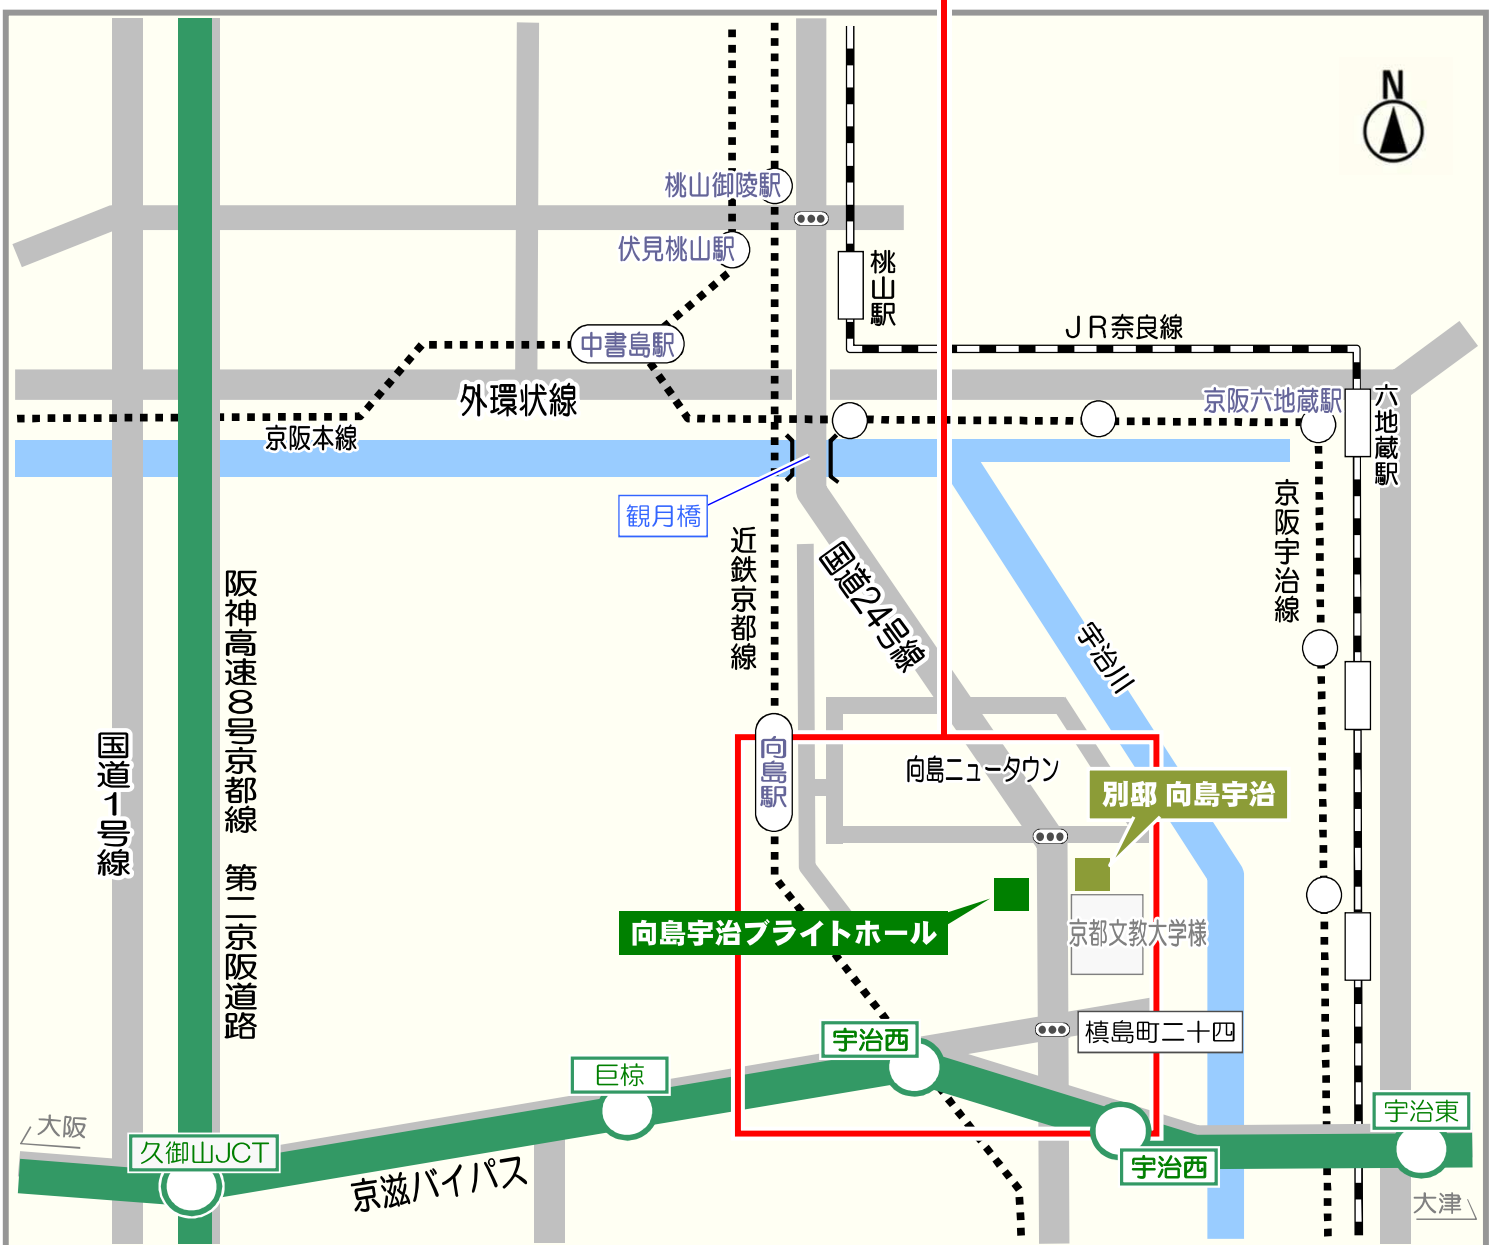 N
桃山御陵駅
伏見桃山駅
桃山駅
中書島駅
ＪＲ奈良線
外環状線
京阪六地蔵駅
六地蔵駅
京阪本線
観月橋
京阪宇治線
近鉄京都線
国道24号線
宇治川
阪神高速８号京都線　第二京阪道路
国道１号線
向島駅
向島ニュータウン
別邸 向島宇治
向島宇治ブライトホール
京都文教大学様
宇治西
槙島町二十四
巨椋
大阪
久御山JCT
宇治東
宇治西
京滋バイパス
大津